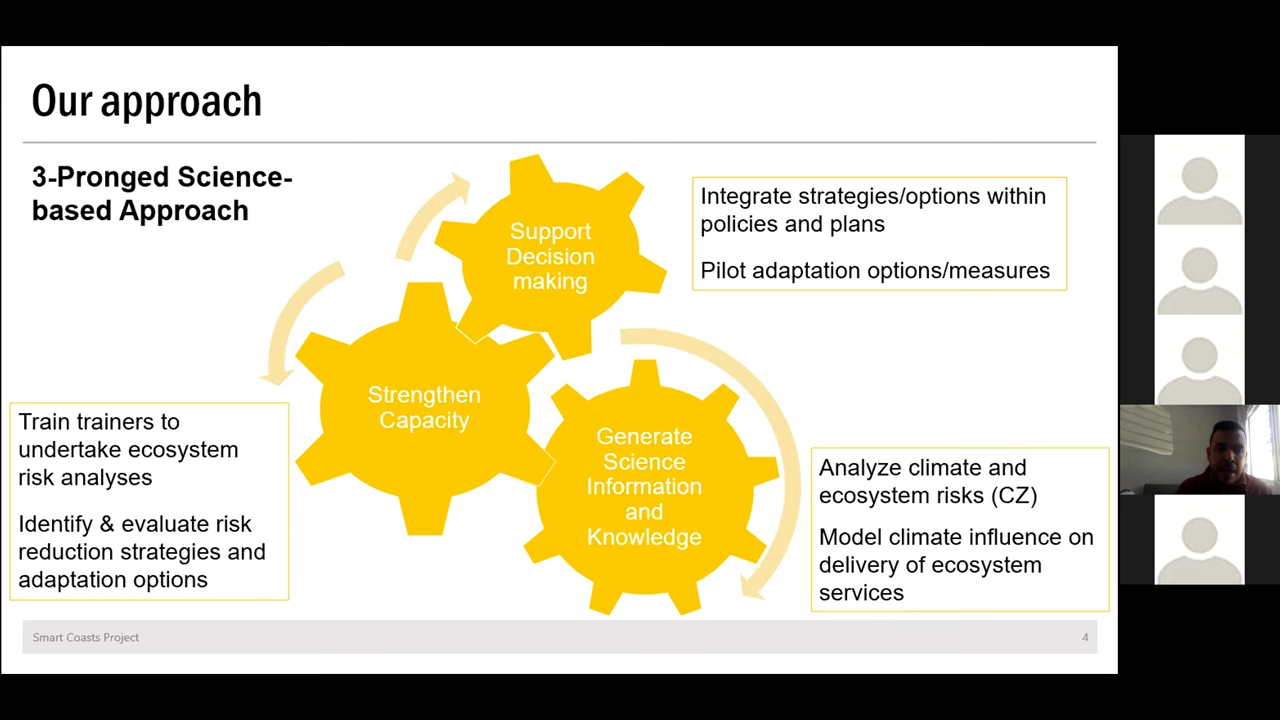 Our approach
3-Pronged Science-
based Approach
Support
Decision
making
Integrate strategies/options within
policies and plans
Pilot adaptation options/measures
Strengthen
Capacity
Train trainers to
undertake ecosystem
risk analyses
Identify & evaluate risk
reduction strategies and
adaptation options
Generate
Science
Information
and
Knowledge
Analyze climate and
ecosystem risks (CZ)
Model climate influence on
delivery of ecosystem
services
Smart Coasts Project
4